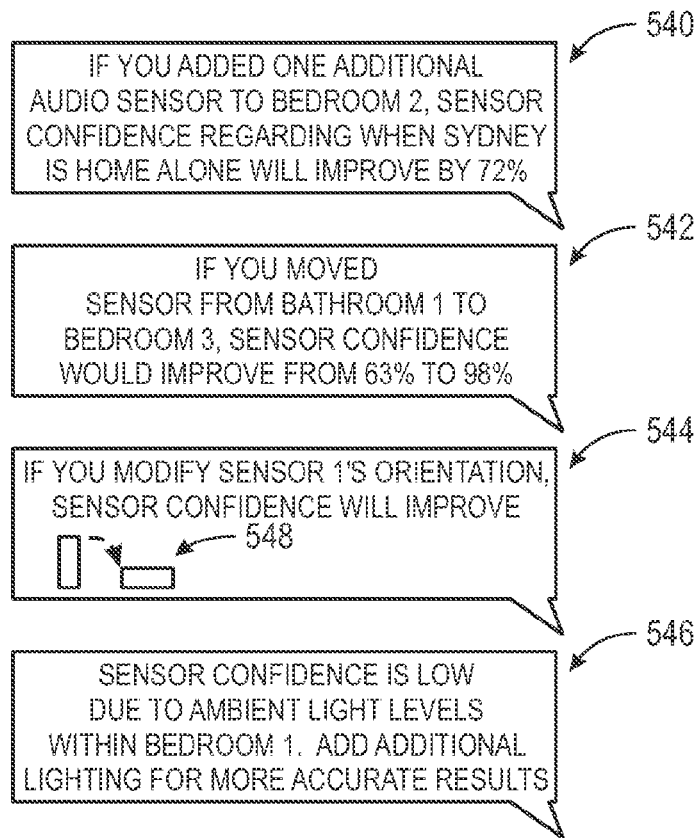 540
IF YOU ADDED ONE ADDITIONAL
AUDIO SENSOR TO BEDROOM 2, SENSOR
CONFIDENCE REGARDING WHEN SYDNEY
IS HOME ALONE WILL IMPROVE BY 72%
542
IF YOU MOVED
SENSOR FROM BATHROOM 1 TO
BEDROOM 3, SENSOR CONFIDENCE
WOULD IMPROVE FROM 63% TO 98%
544
IF YOU MODIFY SENSOR 1'S ORIENTATION,
SENSOR CONFIDENCE WILL IMPROVE
548
546
SENSOR CONFIDENCE IS LOW
DUE TO AMBIENT LIGHT LEVELS
WITHIN BEDROOM 1. ADD ADDITIONAL
LIGHTING FOR MORE ACCURATE RESULTS